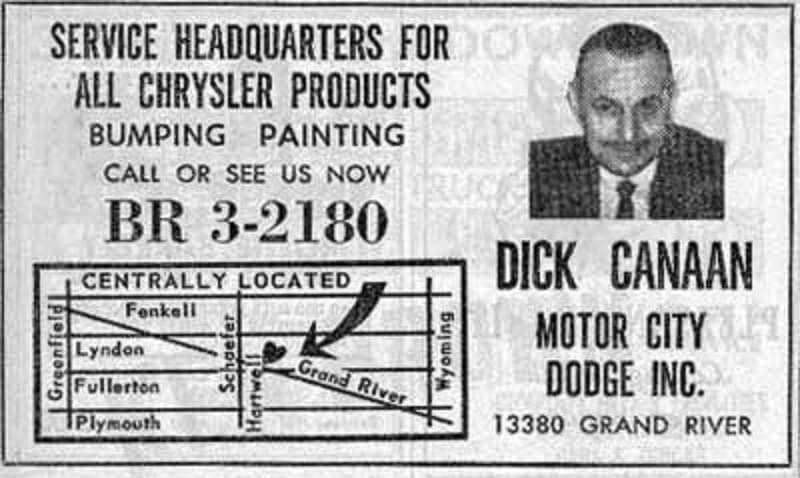 SERVICE HEADQUARTERS FOR
ALL CHRYSLER PRODUCTS
BUMPING PAINTING
CALL OR SEE US NOW
BR 3-2180
CENTRALLY LOCATED
Fenkell
Lyndon
Fullerton
Plymouth
Greenfield
Schaefer
Hartwell
Grand River
Wyoming
DICK CANAAN
MOTOR CITY
DODGE INC.
13380 GRAND RIVER